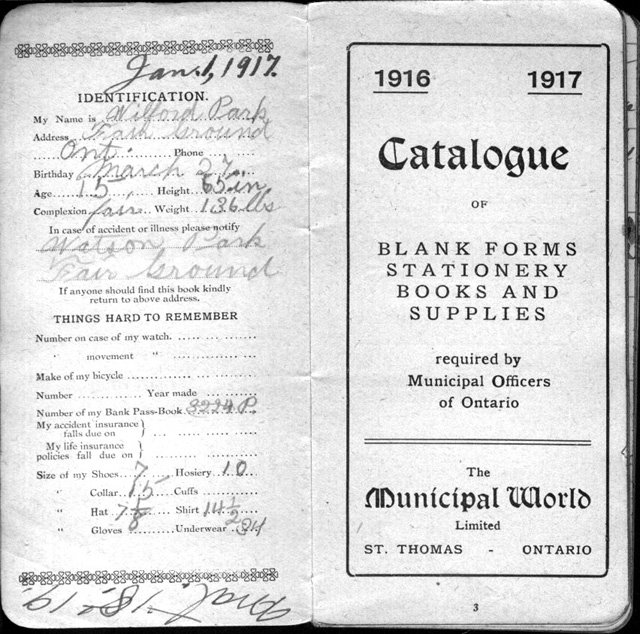 Jan. 1, 1917.
IDENTIFICATION.
My Name is Wilford Park
Address Fair Ground
Ont. Phone
Birthday March 27
Age 15 Height 65 in
Complexion fair Weight 136 lbs
In case of accident or illness please notify
Watson Park
Fair Ground
If anyone should find this book kindly
return to above address.
THINGS HARD TO REMEMBER
Number on case of my watch
" movement "
Make of my bicycle
Number Year made
Number of my Bank Pass-Book 3224 P.
My accident insurance
falls due on
My life insurance
policies fall due on
Size of my Shoes 7 Hosiery 10
" Collar 15 Cuffs
" Hat 7 1/8 Shirt 14 1/2
" Gloves Underwear 34
1916 1917
Catalogue
OF
BLANK FORMS
STATIONERY
BOOKS AND
SUPPLIES
required by
Municipal Officers
of Ontario
The
Municipal World
Limited
ST. THOMAS - ONTARIO
3